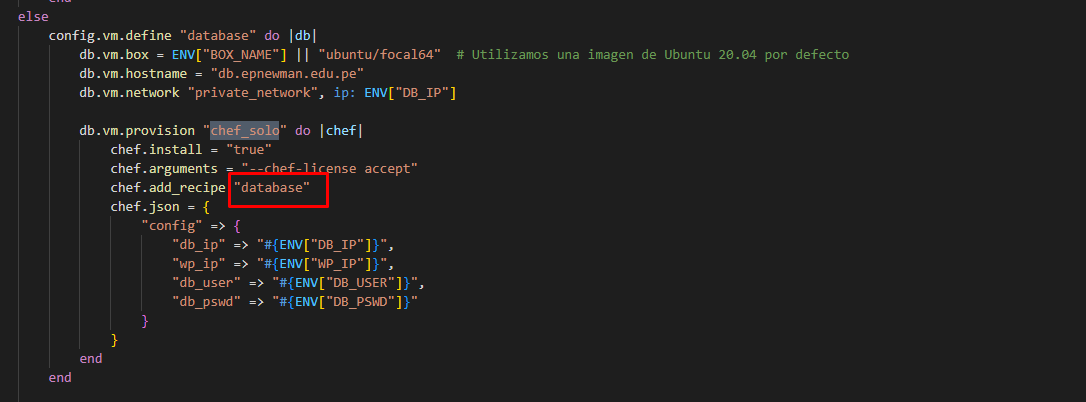 end
else
    config.vm.define "database" do |db|
        db.vm.box = ENV["BOX_NAME"] || "ubuntu/focal64"  # Utilizamos una imagen de Ubuntu 20.04 por defecto
        db.vm.hostname = "db.epnewman.edu.pe"
        db.vm.network "private_network", ip: ENV["DB_IP"]
        db.vm.provision "chef_solo" do |chef|
            chef.install = "true"
            chef.arguments = "--chef-license accept"
            chef.add_recipe "database"
            chef.json = {
                "config" => {
                    "db_ip" => "#{ENV["DB_IP"]}",
                    "wp_ip" => "#{ENV["WP_IP"]}",
                    "db_user" => "#{ENV["DB_USER"]}",
                    "db_pswd" => "#{ENV["DB_PSWD"]}"
                }
            }
        end
    end